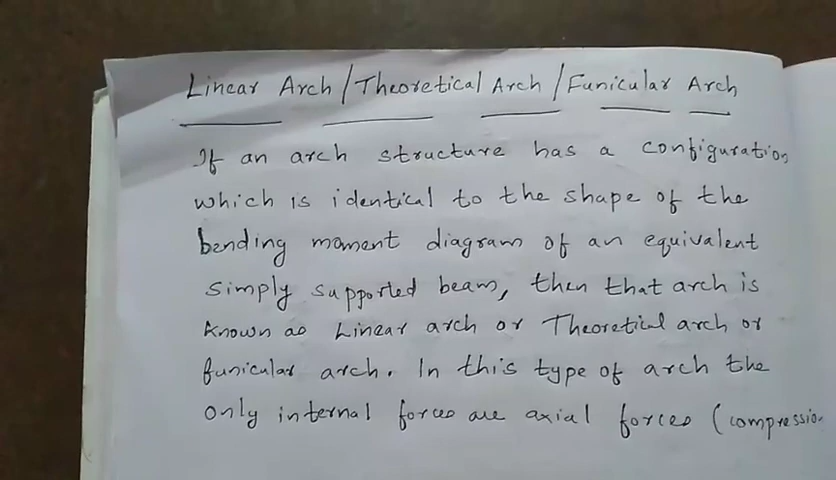 Linear Arch/Theoretical Arch/Funicular Arch
If an arch structure has a configuration
which is identical to the shape of the
bending moment diagram of an equivalent
simply supported beam, then that arch is
known as Linear arch or Theoretical arch or
funicular arch. In this type of arch the
only internal forces are axial forces (compressio